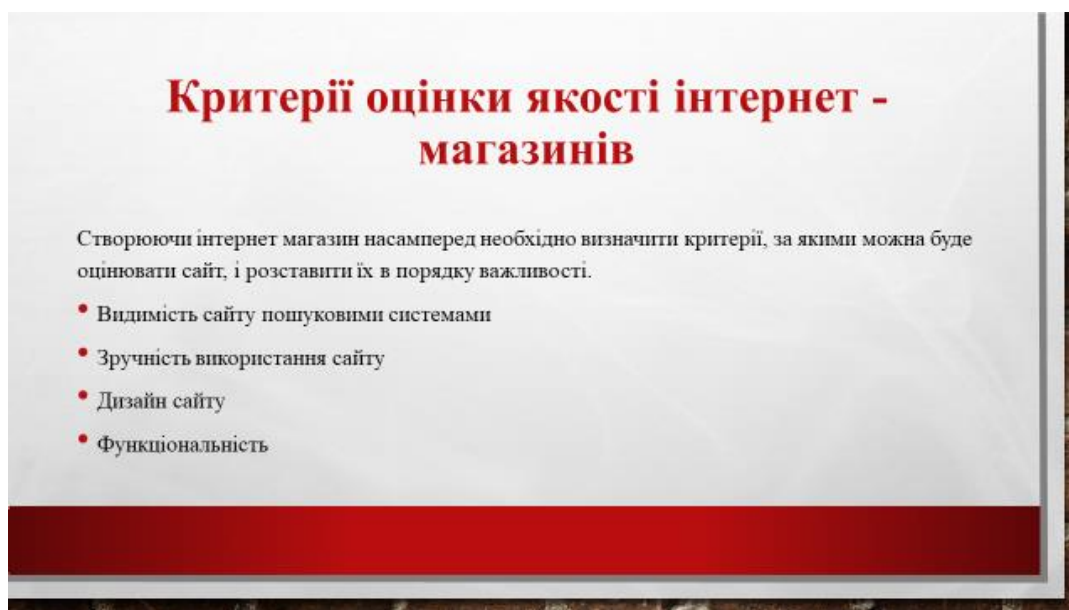 Критерії оцінки якості інтернет -
магазинів
Створюючи інтернет магазин насамперед необхідно визначити критерії, за якими можна буде
оцінювати сайт, і розставити їх в порядку важливості.
• Видимість сайту пошуковими системами
• Зручність використання сайту
• Дизайн сайту
• Функціональність